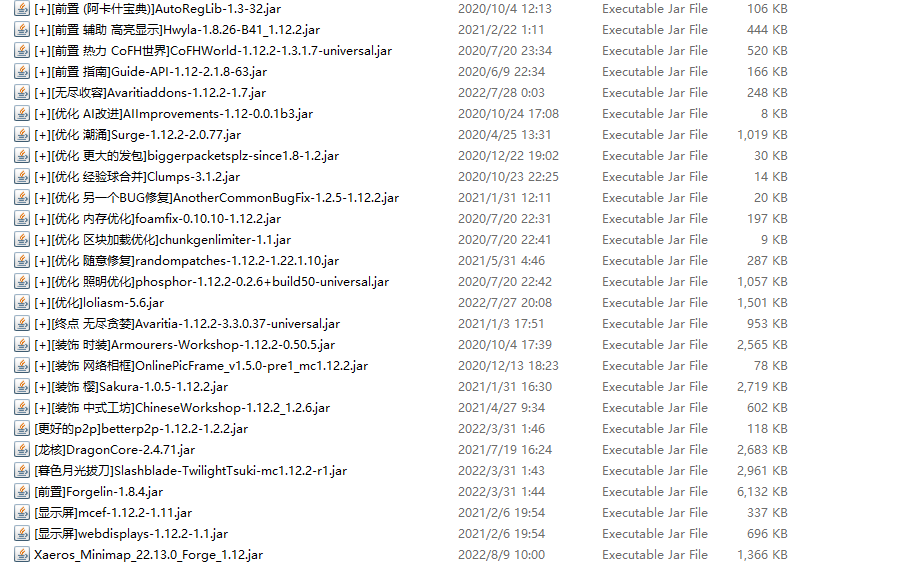 [+][前置 (阿卡什宝典)]AutoRegLib-1.3-32.jar 2020/10/4 12:13 Executable Jar File 106 KB
[+][前置 辅助 高亮显示]Hwyla-1.8.26-B41_1.12.2.jar 2021/2/22 1:11 Executable Jar File 444 KB
[+][前置 热力 CoFH世界]CoFHWorld-1.12.2-1.3.1.7-universal.jar 2020/7/20 23:34 Executable Jar File 520 KB
[+][前置 指南]Guide-API-1.12-2.1.8-63.jar 2020/6/9 22:34 Executable Jar File 166 KB
[+][无尽收容]Avaritiaddons-1.12.2-1.7.jar 2022/7/28 0:03 Executable Jar File 248 KB
[+][优化 AI改进]AIImprovements-1.12-0.0.1b3.jar 2020/10/24 17:08 Executable Jar File 8 KB
[+][优化 潮涌]Surge-1.12.2-2.0.77.jar 2020/4/25 13:31 Executable Jar File 1,019 KB
[+][优化 更大的发包]biggerpacketsplz-since1.8-1.2.jar 2020/12/22 19:02 Executable Jar File 30 KB
[+][优化 经验球合并]Clumps-3.1.2.jar 2020/10/23 22:25 Executable Jar File 14 KB
[+][优化 另一个BUG修复]AnotherCommonBugFix-1.2.5-1.12.2.jar 2021/1/31 12:11 Executable Jar File 20 KB
[+][优化 内存优化]foamfix-0.10.10-1.12.2.jar 2020/7/20 22:31 Executable Jar File 197 KB
[+][优化 区块加载优化]chunkgenlimiter-1.1.jar 2020/7/20 22:41 Executable Jar File 9 KB
[+][优化 随意修复]randompatches-1.12.2-1.22.1.10.jar 2021/5/31 4:46 Executable Jar File 287 KB
[+][优化 照明优化]phosphor-1.12.2-0.2.6+build50-universal.jar 2020/7/20 22:42 Executable Jar File 1,057 KB
[+][优化]loliasm-5.6.jar 2022/7/27 20:08 Executable Jar File 1,501 KB
[+][终点 无尽贪婪]Avaritia-1.12.2-3.3.0.37-universal.jar 2021/1/3 17:51 Executable Jar File 953 KB
[+][装饰 时装]Armourers-Workshop-1.12.2-0.50.5.jar 2020/10/4 17:39 Executable Jar File 2,565 KB
[+][装饰 网络相框]OnlinePicFrame_v1.5.0-pre1_mc1.12.2.jar 2020/12/13 18:23 Executable Jar File 78 KB
[+][装饰 樱]Sakura-1.0.5-1.12.2.jar 2021/1/31 16:30 Executable Jar File 2,719 KB
[+][装饰 中式工坊]ChineseWorkshop-1.12.2_1.2.6.jar 2021/4/27 9:34 Executable Jar File 602 KB
[更好的p2p]betterp2p-1.12.2-1.2.2.jar 2022/3/31 1:46 Executable Jar File 118 KB
[龙核]DragonCore-2.4.71.jar 2021/7/19 16:24 Executable Jar File 2,683 KB
[暮色月光拔刀]Slashblade-TwilightTsuki-mc1.12.2-r1.jar 2022/3/31 1:43 Executable Jar File 2,961 KB
[前置]Forgelin-1.8.4.jar 2022/3/31 1:44 Executable Jar File 6,132 KB
[显示屏]mcef-1.12.2-1.11.jar 2021/2/6 19:54 Executable Jar File 337 KB
[显示屏]webdisplays-1.12.2-1.1.jar 2021/2/6 19:54 Executable Jar File 696 KB
Xaeros_Minimap_22.13.0_Forge_1.12.jar 2022/8/9 10:00 Executable Jar File 1,366 KB